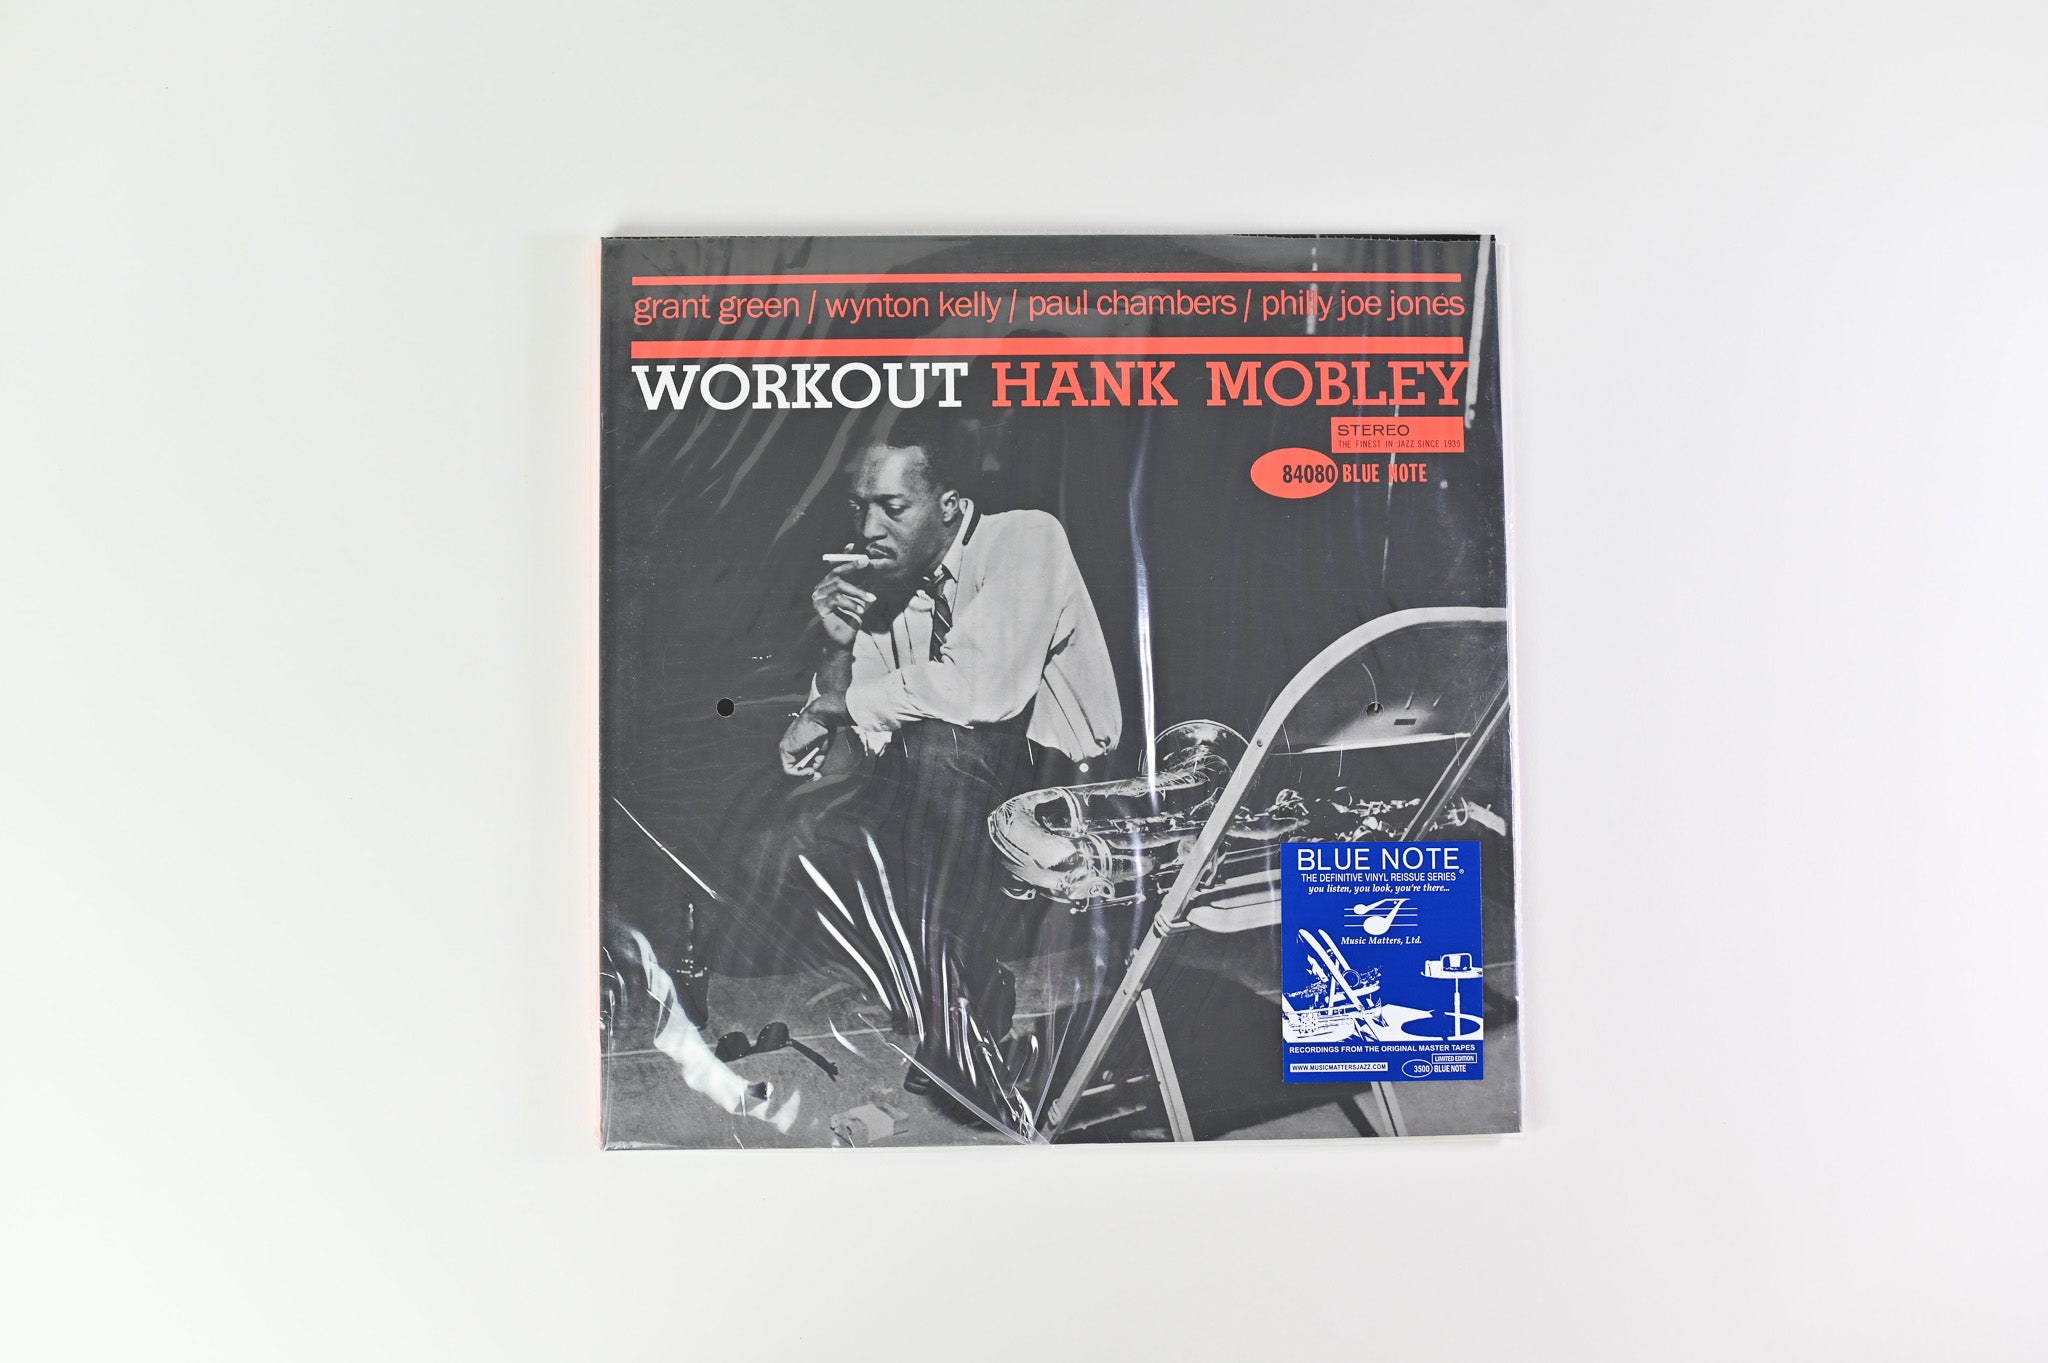 grant green / wynton kelly / paul chambers / philly joe jones
WORKOUT HANK MOBLEY
STEREO
THE FINEST IN JAZZ SINCE 1939
84080 BLUE NOTE
BLUE NOTE
THE DEFINITIVE VINYL REISSUE SERIES®
you listen, you look, you're there...
Music Matters, Ltd.
RECORDINGS FROM THE ORIGINAL MASTER TAPES
LIMITED EDITION
WWW.MUSICMATTERSJAZZ.COM
3500 BLUE NOTE